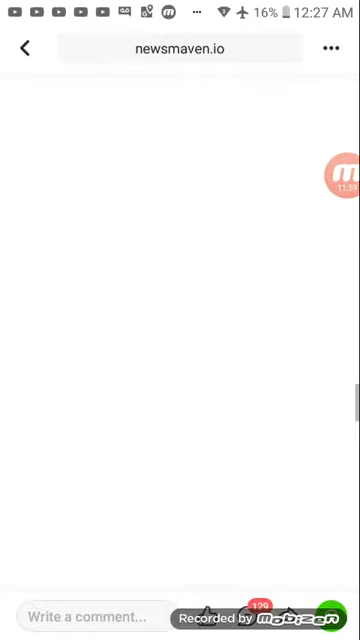 16% 12:27 AM
newsmaven.io
m
11:59
Write a comment...
129
Recorded by mobizen